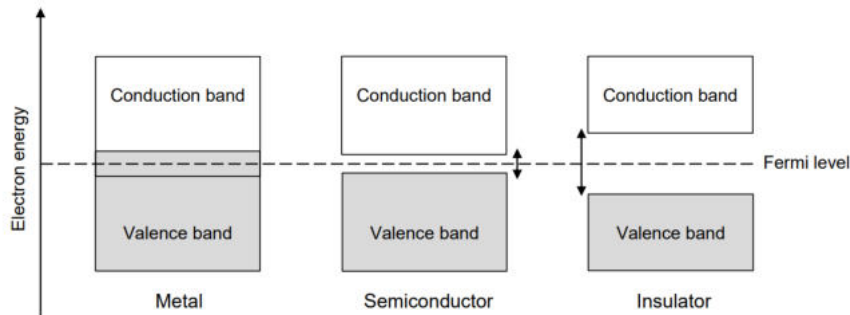 Electron energy
Conduction band
Conduction band
Conduction band
Fermi level
Valence band
Valence band
Valence band
Metal
Semiconductor
Insulator